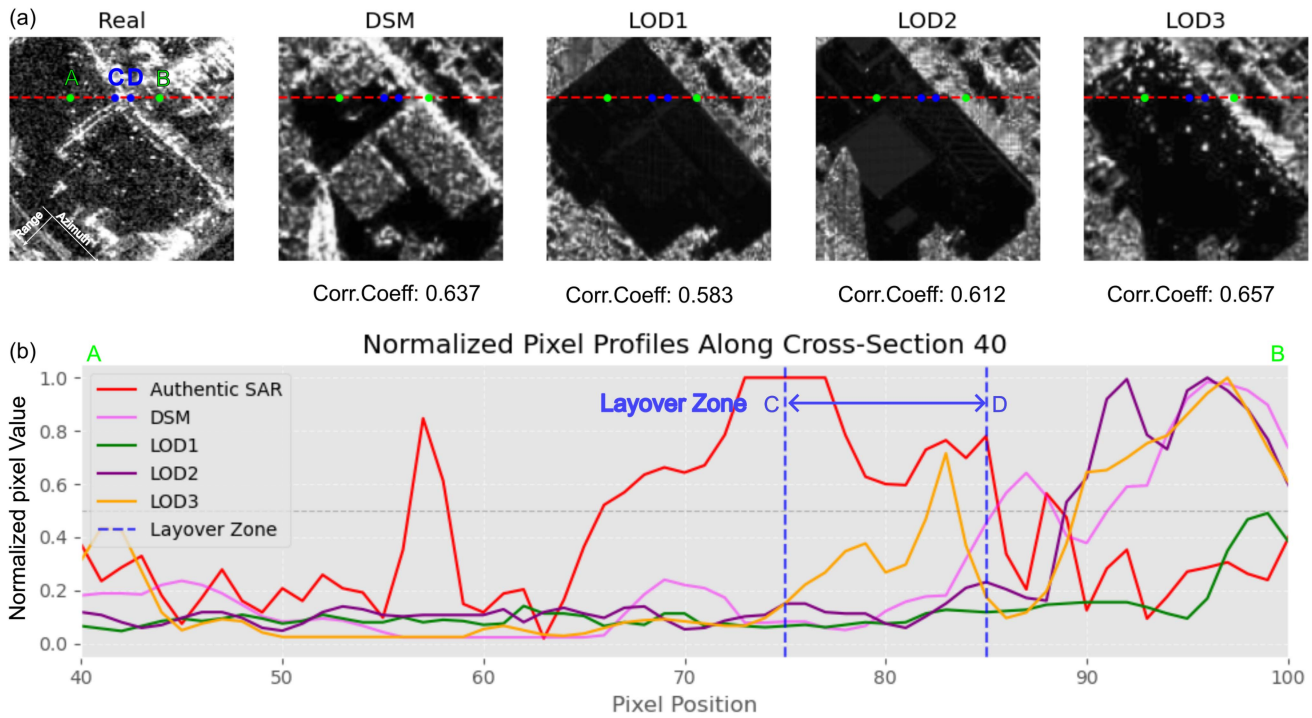 (a)
Real DSM LOD1 LOD2 LOD3
A C D B
Range Azimuth
Corr.Coeff: 0.637 Corr.Coeff: 0.583 Corr.Coeff: 0.612 Corr.Coeff: 0.657
(b) A Normalized Pixel Profiles Along Cross-Section 40 B
Normalized pixel Value
1.0
0.8
0.6
0.4
0.2
0.0
Authentic SAR
DSM
LOD1
LOD2
LOD3
Layover Zone
Layover Zone C D
40 50 60 70 80 90 100
Pixel Position